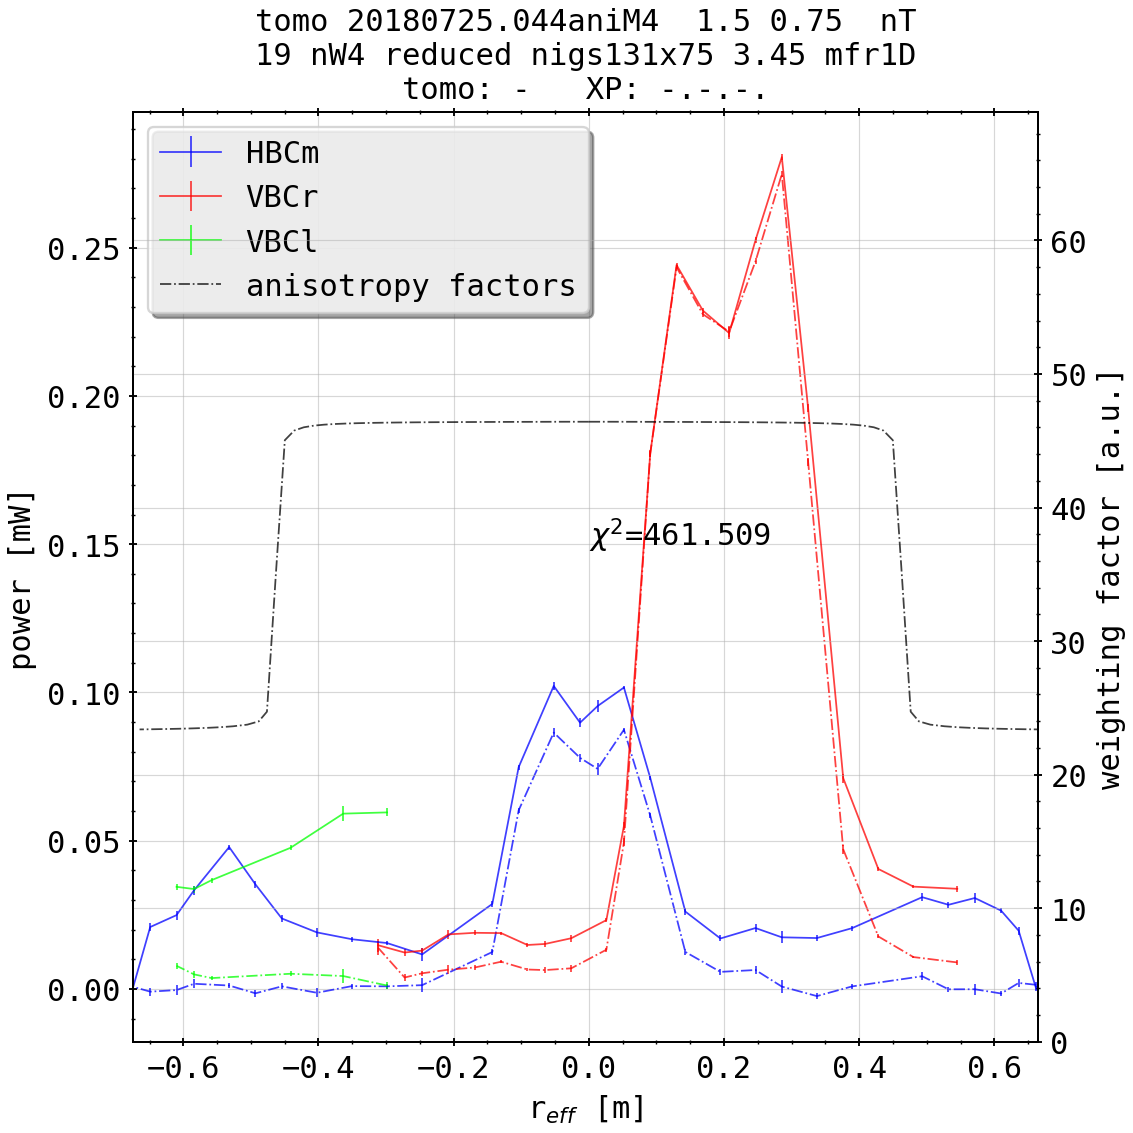 tomo 20180725.044aniM4  1.5 0.75  nT
19 nW4 reduced nigs131x75 3.45 mfr1D
tomo: -   XP: -.-.-.
HBCm
VBCr
VBCl
anisotropy factors
χ²=461.509
power [mW]
0.25
0.20
0.15
0.10
0.05
0.00
weighting factor [a.u.]
60
50
40
30
20
10
0
−0.6 −0.4 −0.2 0.0 0.2 0.4 0.6
r_eff [m]